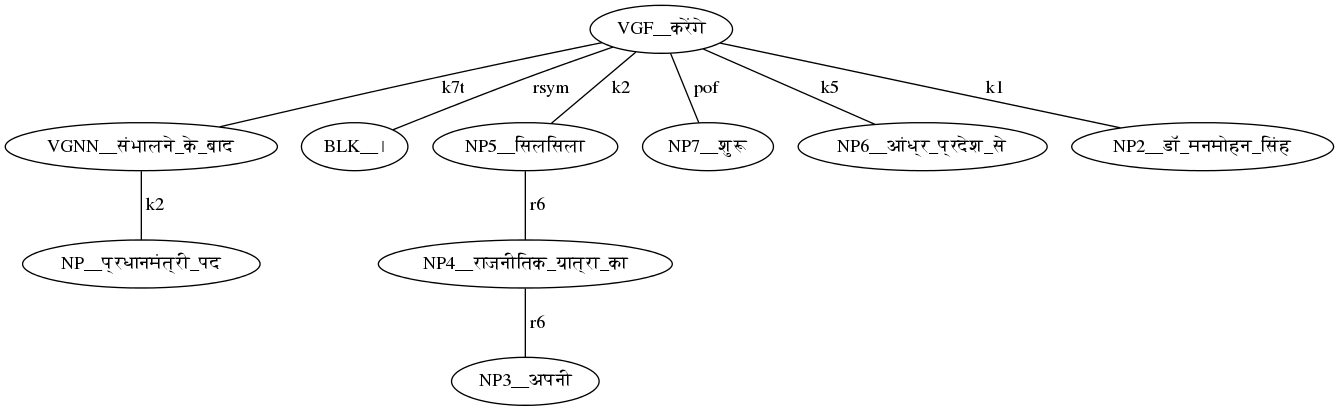 VGF__करेंगे
k7t rsym k2 pof k5 k1
VGNN__संभालने_के_बाद BLK__। NP5__सिलसिला NP7__शुरू NP6__आंध्र_प्रदेश_से NP2__डॉ_मनमोहन_सिंह
k2 r6
NP__प्रधानमंत्री_पद NP4__राजनीतिक_यात्रा_का
r6
NP3__अपनी